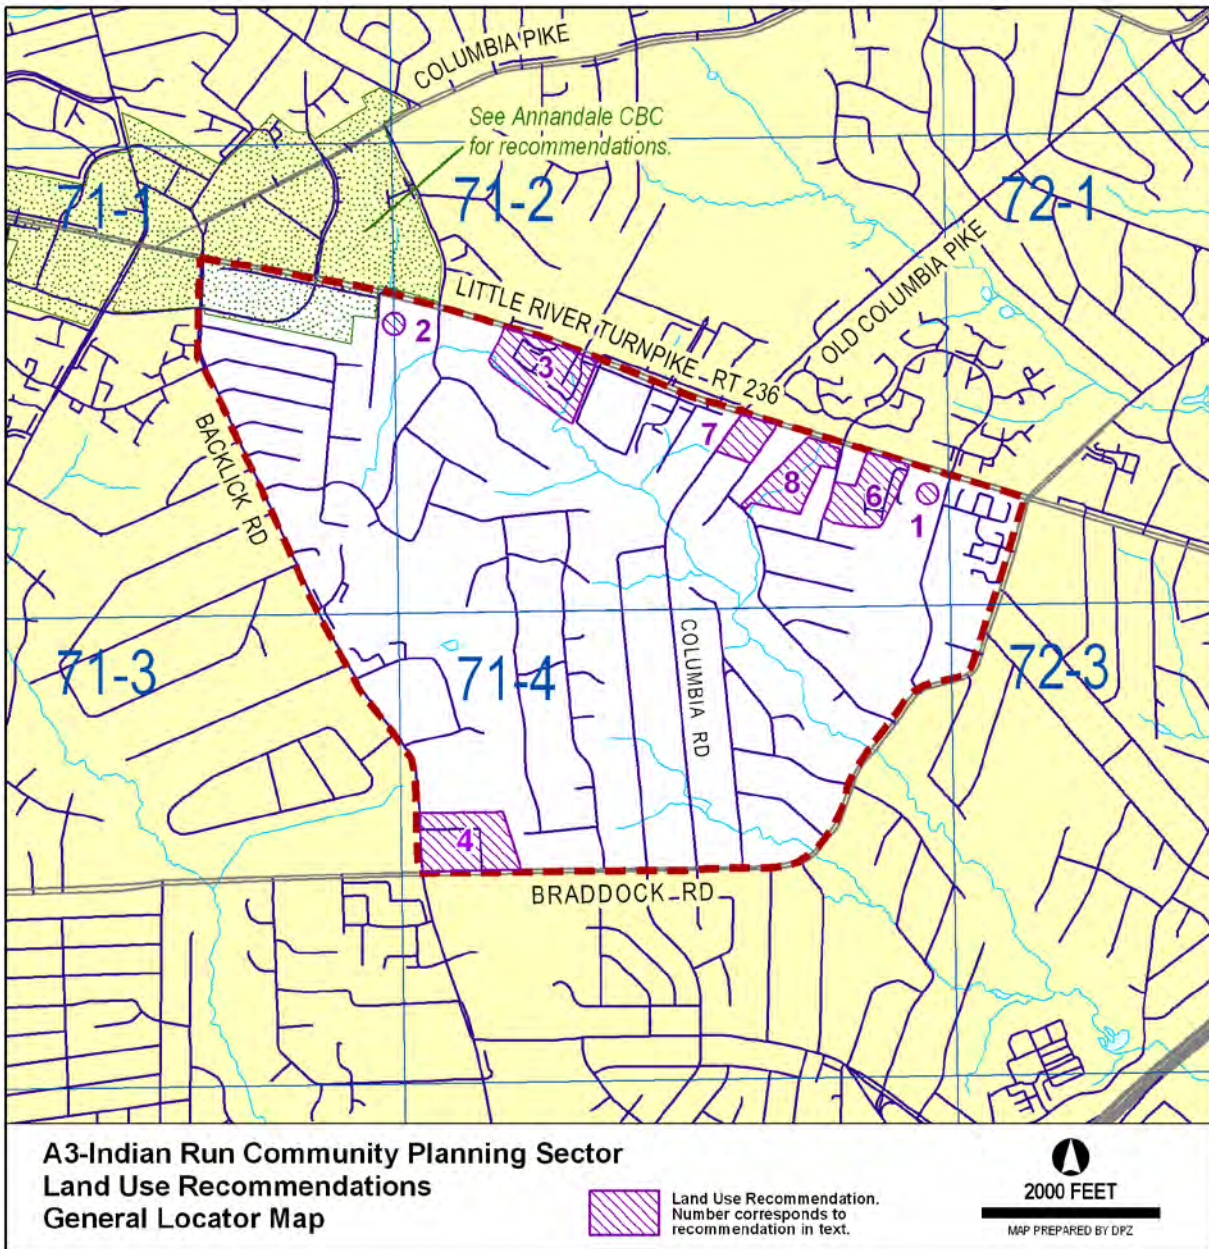 COLUMBIA PIKE
See Annandale CBC
for recommendations.
71-1
71-2
72-1
OLD COLUMBIA PIKE
LITTLE RIVER TURNPIKE - RT 236
2
3
7
8
6
1
BACKLICK RD
71-3
71-4
COLUMBIA RD
72-3
4
BRADDOCK RD
A3-Indian Run Community Planning Sector
Land Use Recommendations
General Locator Map
Land Use Recommendation.
Number corresponds to
recommendation in text.
2000 FEET
MAP PREPARED BY DPZ